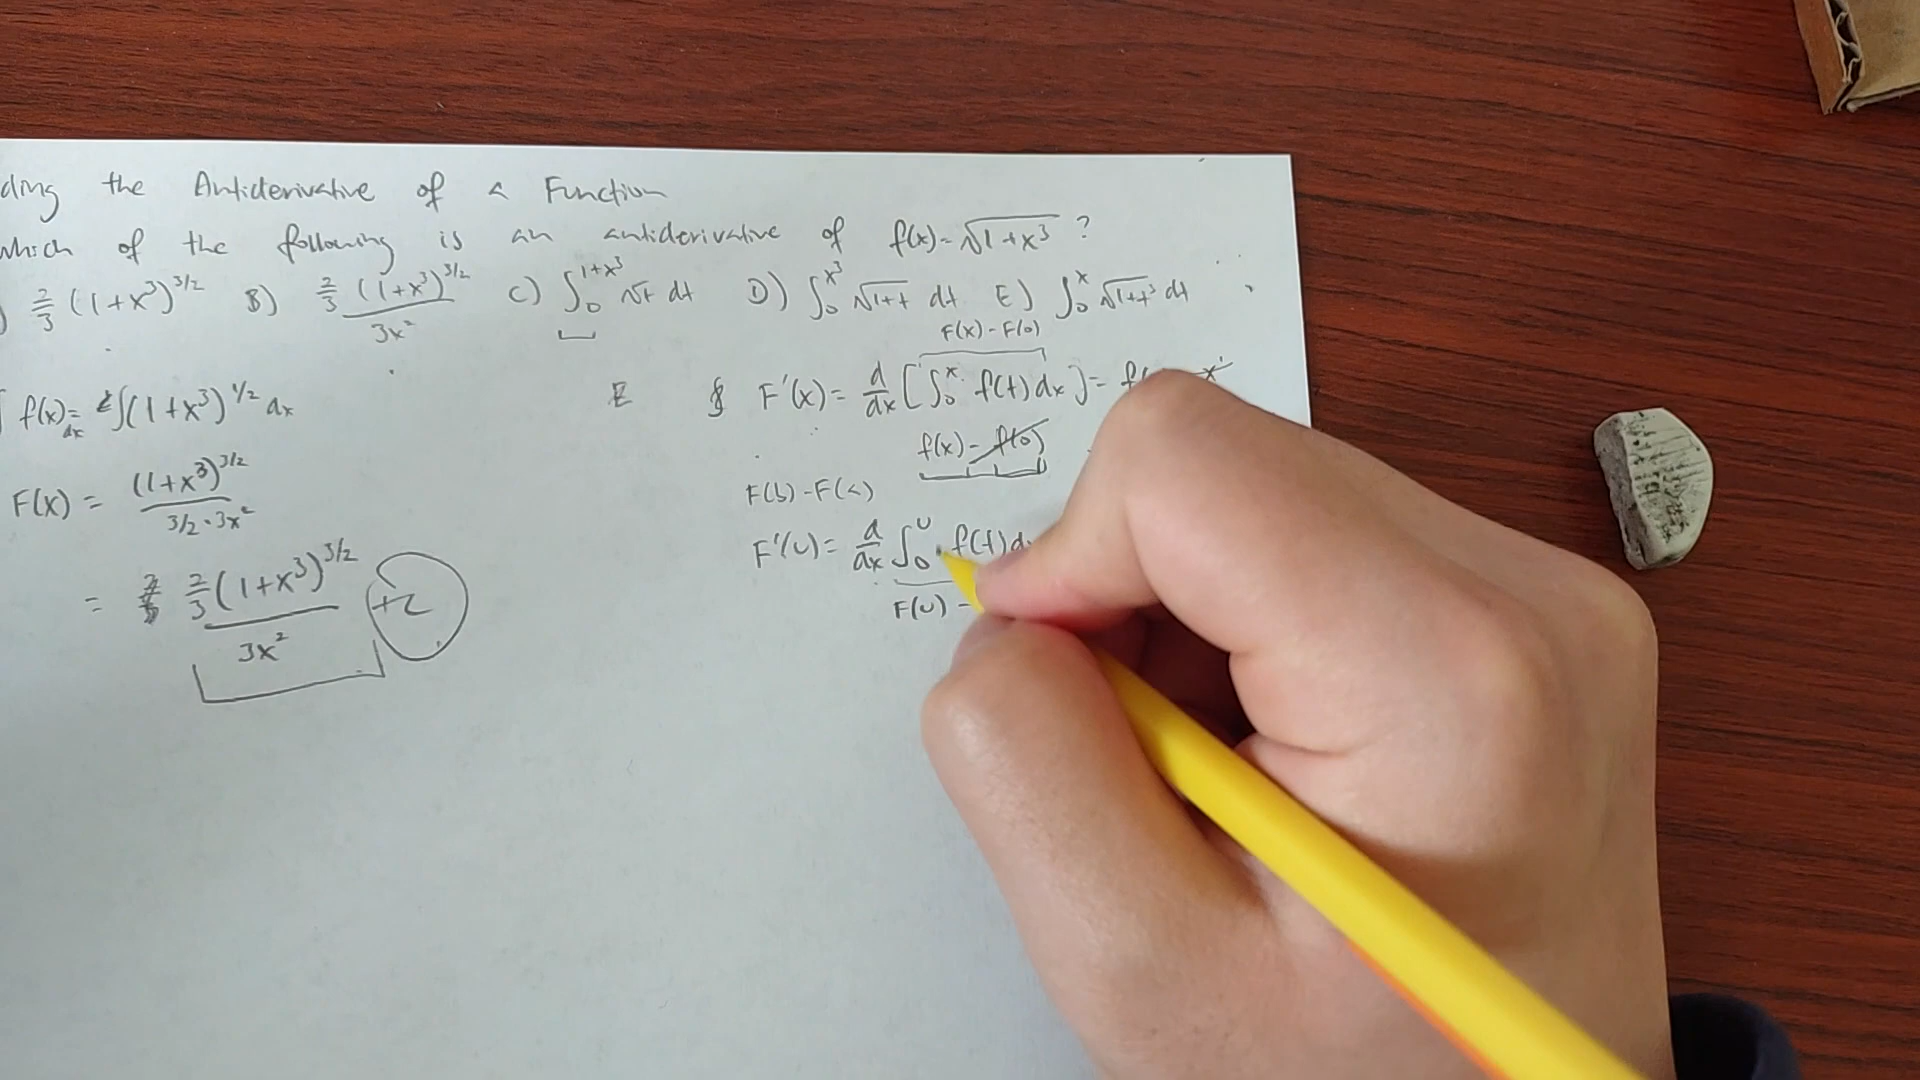 ding the Antiderivative of a Function
which of the following is an antiderivative of f(x)=√(1+x³) ?
) 2/3 (1+x³)^3/2 B) 2/3 (1+x³)^3/2 / 3x² C) ∫₀^(1+x³) √t dt D) ∫₀^(x³) √(1+t) dt E) ∫₀^x √(1+t³) dt
F(x) - F(0)
∫ f(x) dx = ∫(1+x³)^1/2 dx
E F'(x) = d/dx [∫₀^x f(t) dx] = f(
f(x) - f(0)
F(x) = (1+x³)^3/2 / 3/2 · 3x²
F(b) - F(a)
F'(u) = d/dx ∫₀^u f(t) d
= 2/3 (1+x³)^3/2 / 3x² + c
F(u) -